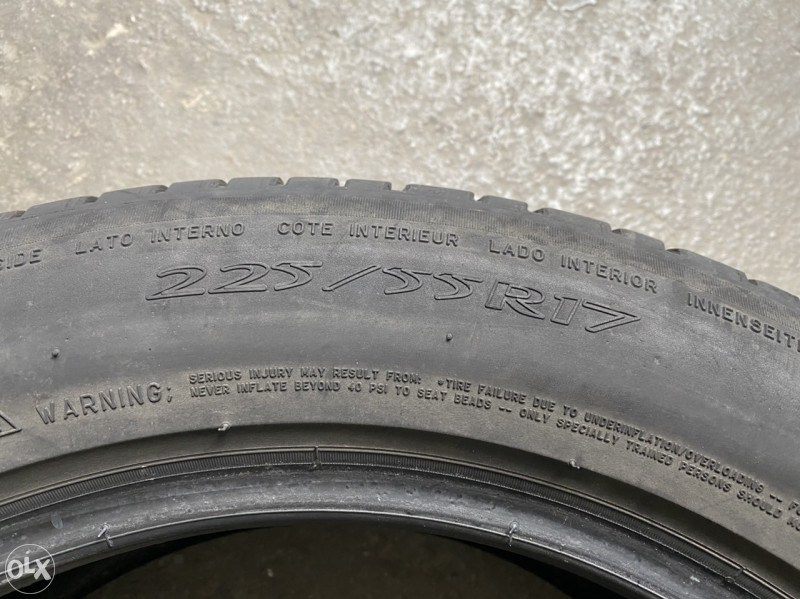 LATO INTERNO COTE INTERIEUR LADO INTERIOR INNENSEITE
225/55R17
WARNING; SERIOUS INJURY MAY RESULT FROM: •TIRE FAILURE DUE TO UNDERINFLATION/OVERLOADING --
NEVER INFLATE BEYOND 40 PSI TO SEAT BEADS -- ONLY SPECIALLY TRAINED PERSONS SHOULD
OLX